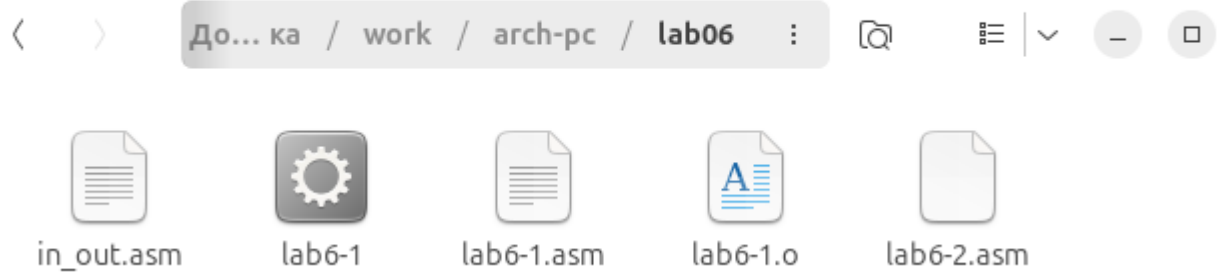 До... ка / work / arch-pc / lab06
in_out.asm lab6-1 lab6-1.asm lab6-1.o lab6-2.asm